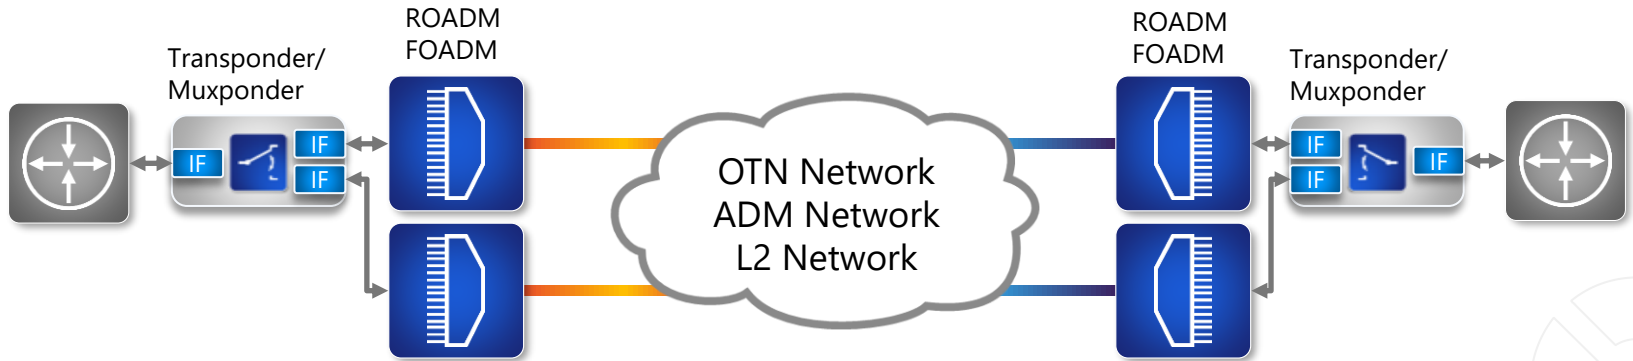 ROADM
FOADM
Transponder/
Muxponder
IF
IF
IF
OTN Network
ADM Network
L2 Network
ROADM
FOADM
Transponder/
Muxponder
IF
IF
IF